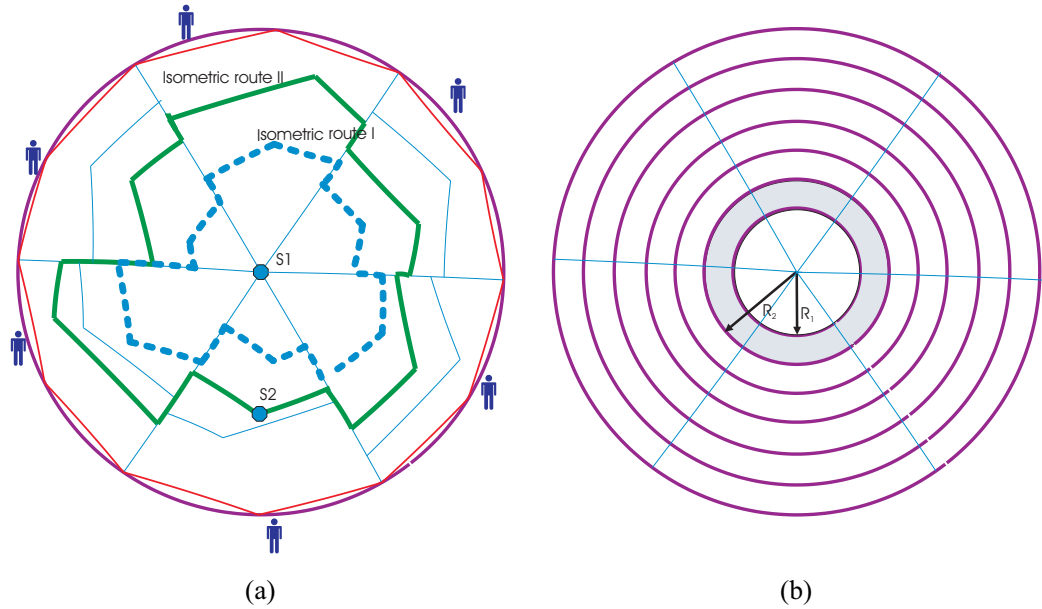 Isometric route II
Isometric route I
S1
S2
R2
R1
(a)
(b)